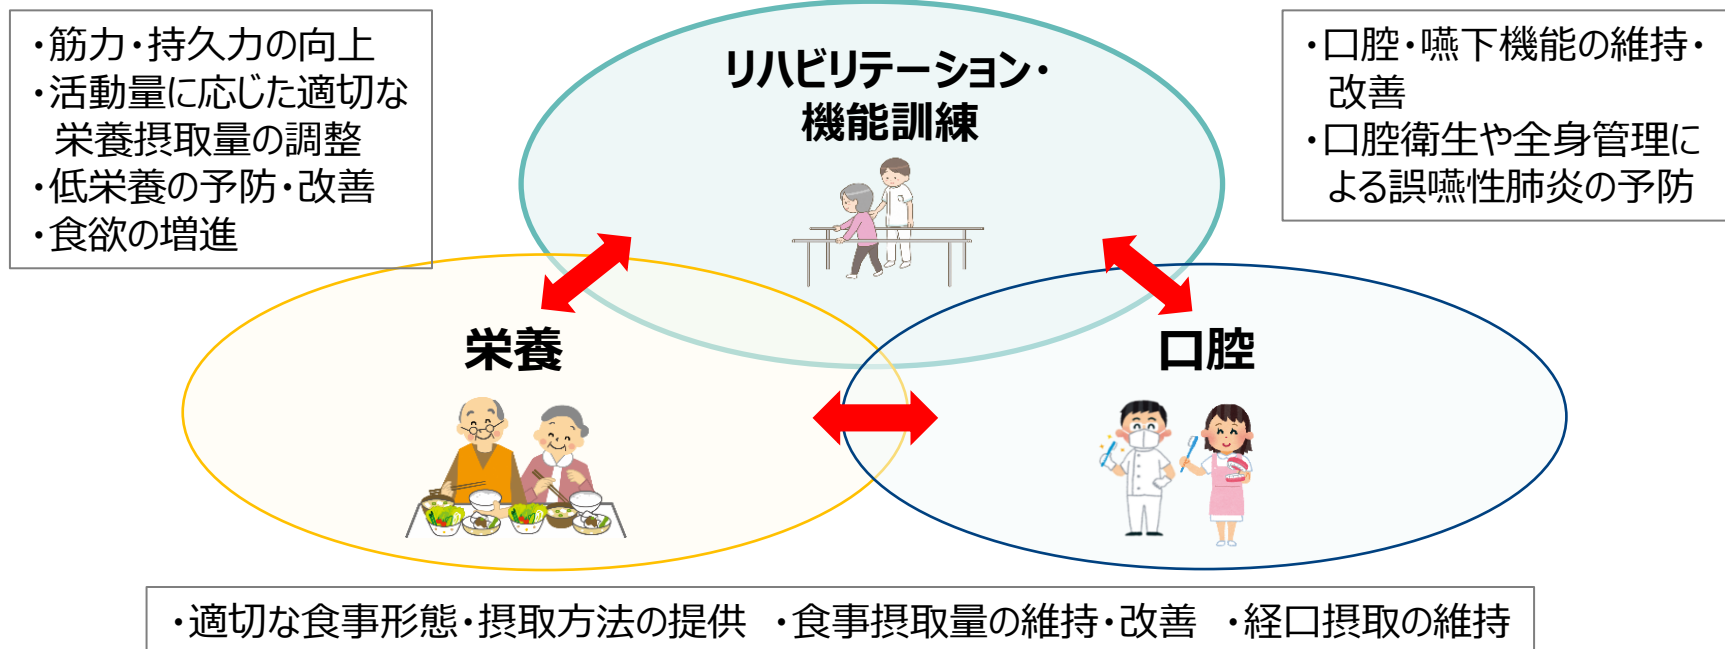 ・筋力・持久力の向上
・活動量に応じた適切な
栄養摂取量の調整
・低栄養の予防・改善
・食欲の増進
リハビリテーション・
機能訓練
・口腔・嚥下機能の維持・
改善
・口腔衛生や全身管理に
よる誤嚥性肺炎の予防
栄養
口腔
・適切な食事形態・摂取方法の提供 ・食事摂取量の維持・改善 ・経口摂取の維持